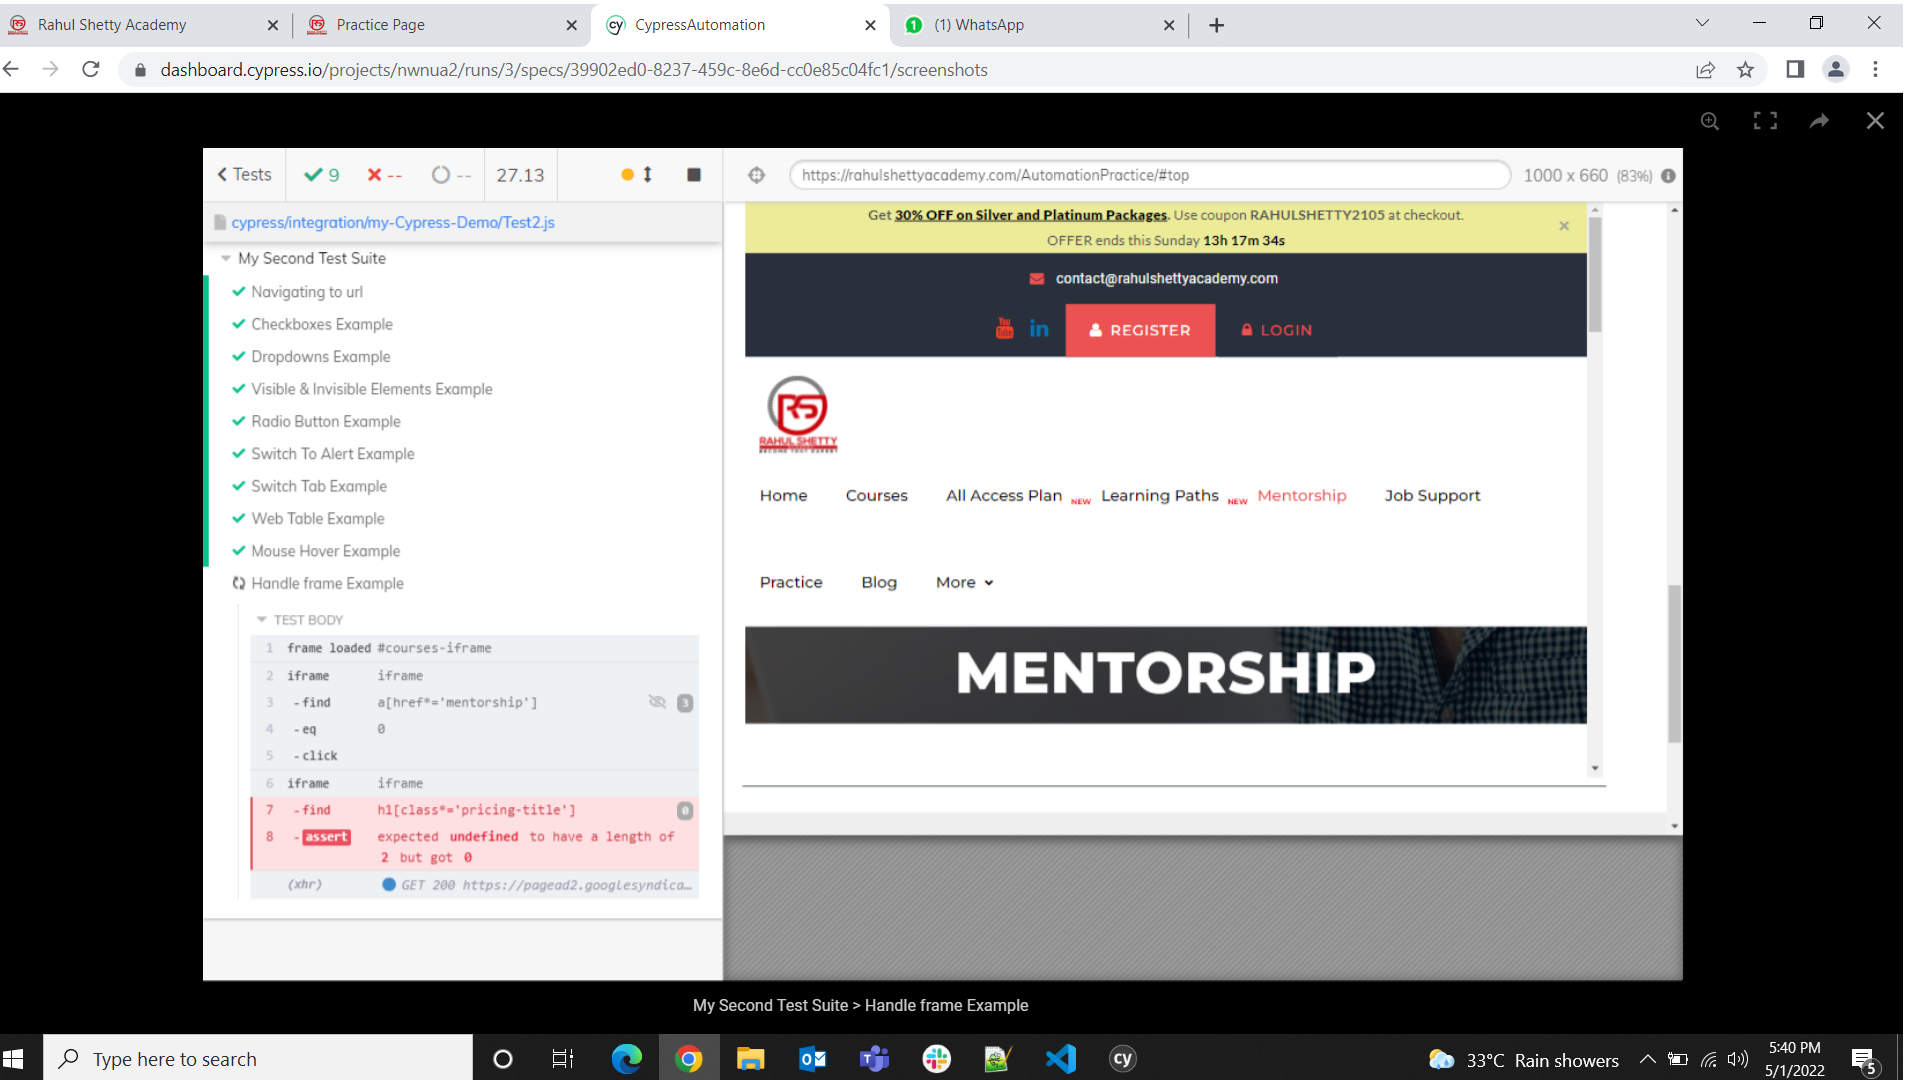 Rahul Shetty Academy
Practice Page
CypressAutomation
(1) WhatsApp
dashboard.cypress.io/projects/nwnua2/runs/3/specs/39902ed0-8237-459c-8e6d-cc0e85c04fc1/screenshots
Tests 9 -- -- 27.13
https://rahulshettyacademy.com/AutomationPractice/#top 1000 x 660 (83%)
cypress/integration/my-Cypress-Demo/Test2.js
My Second Test Suite
Navigating to url
Checkboxes Example
Dropdowns Example
Visible & Invisible Elements Example
Radio Button Example
Switch To Alert Example
Switch Tab Example
Web Table Example
Mouse Hover Example
Handle frame Example
TEST BODY
1 frame loaded #courses-iframe
2 iframe iframe
3 -find a[href*='mentorship'] 3
4 -eq 0
5 -click
6 iframe iframe
7 -find h1[class*='pricing-title'] 0
8 -assert expected undefined to have a length of
2 but got 0
(xhr) GET 200 https://pagead2.googlesyndica...
Get 30% OFF on Silver and Platinum Packages. Use coupon RAHULSHETTY2105 at checkout.
OFFER ends this Sunday 13h 17m 34s
contact@rahulshettyacademy.com
You Tube in REGISTER LOGIN
RS
RAHUL SHETTY
Home Courses All Access Plan NEW Learning Paths NEW Mentorship Job Support
Practice Blog More
MENTORSHIP
My Second Test Suite > Handle frame Example
Type here to search
cy
33°C Rain showers
5:40 PM
5/1/2022
5